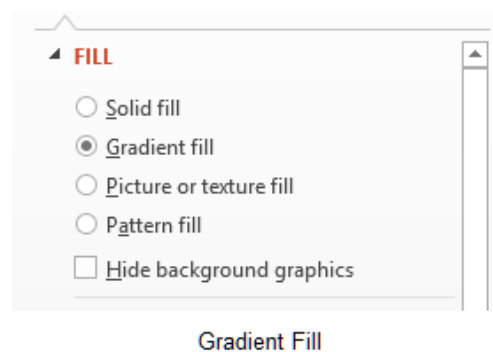 FILL
Solid fill
Gradient fill
Picture or texture fill
Pattern fill
Hide background graphics
Gradient Fill